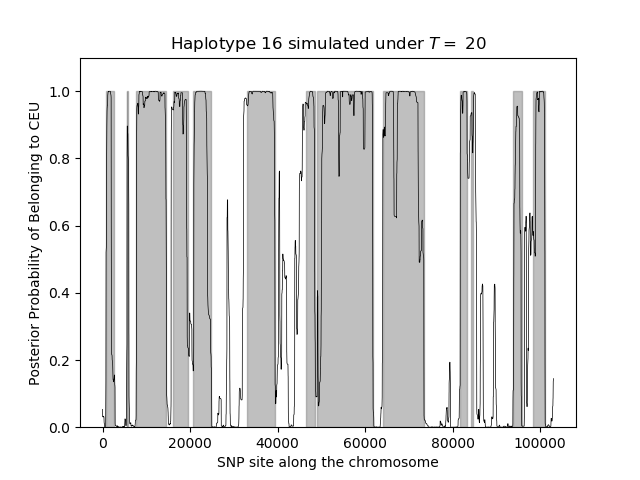 Haplotype 16 simulated under T = 20
Posterior Probability of Belonging to CEU
1.0
0.8
0.6
0.4
0.2
0.0
0 20000 40000 60000 80000 100000
SNP site along the chromosome